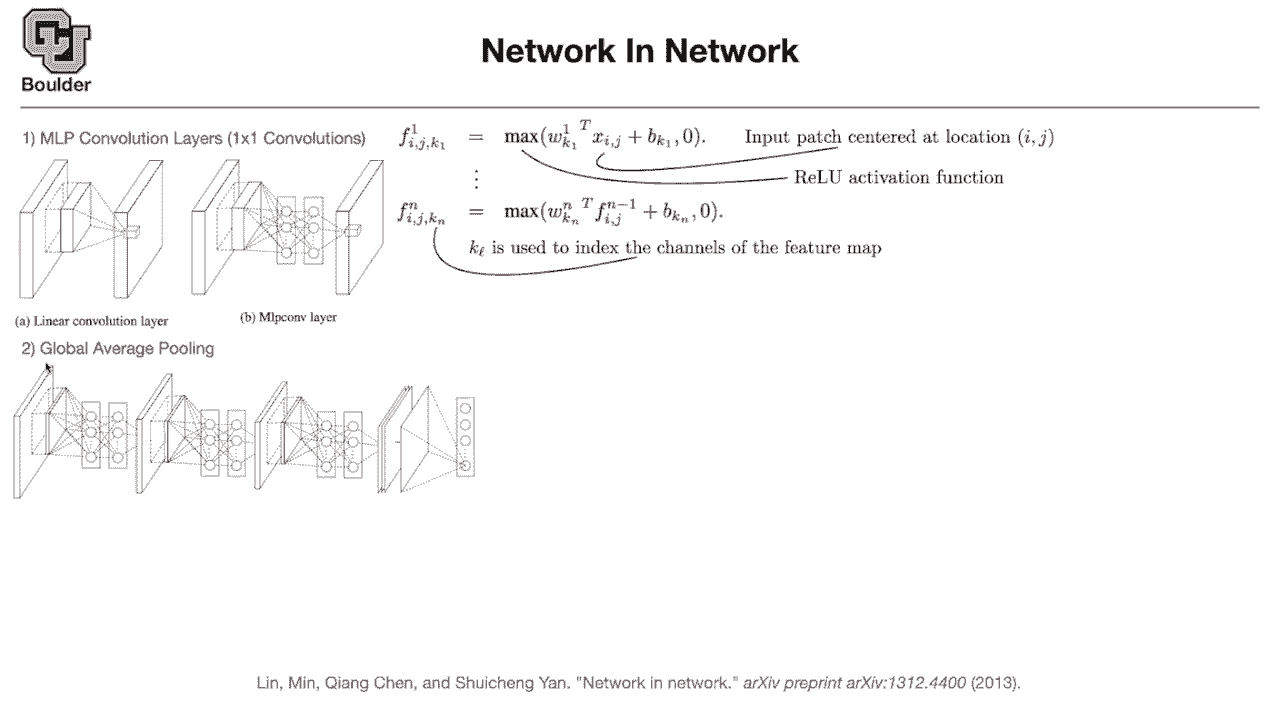 Network In Network
Boulder
1) MLP Convolution Layers (1x1 Convolutions)
f^1_{i,j,k_1} = max(w^1_{k_1}^T x_{i,j} + b_{k_1}, 0). Input patch centered at location (i, j)
⋮ ReLU activation function
f^n_{i,j,k_n} = max(w^n_{k_n}^T f^{n-1}_{i,j} + b_{k_n}, 0).
k_ℓ is used to index the channels of the feature map
(a) Linear convolution layer (b) Mlpconv layer
2) Global Average Pooling
Lin, Min, Qiang Chen, and Shuicheng Yan. "Network in network." arXiv preprint arXiv:1312.4400 (2013).